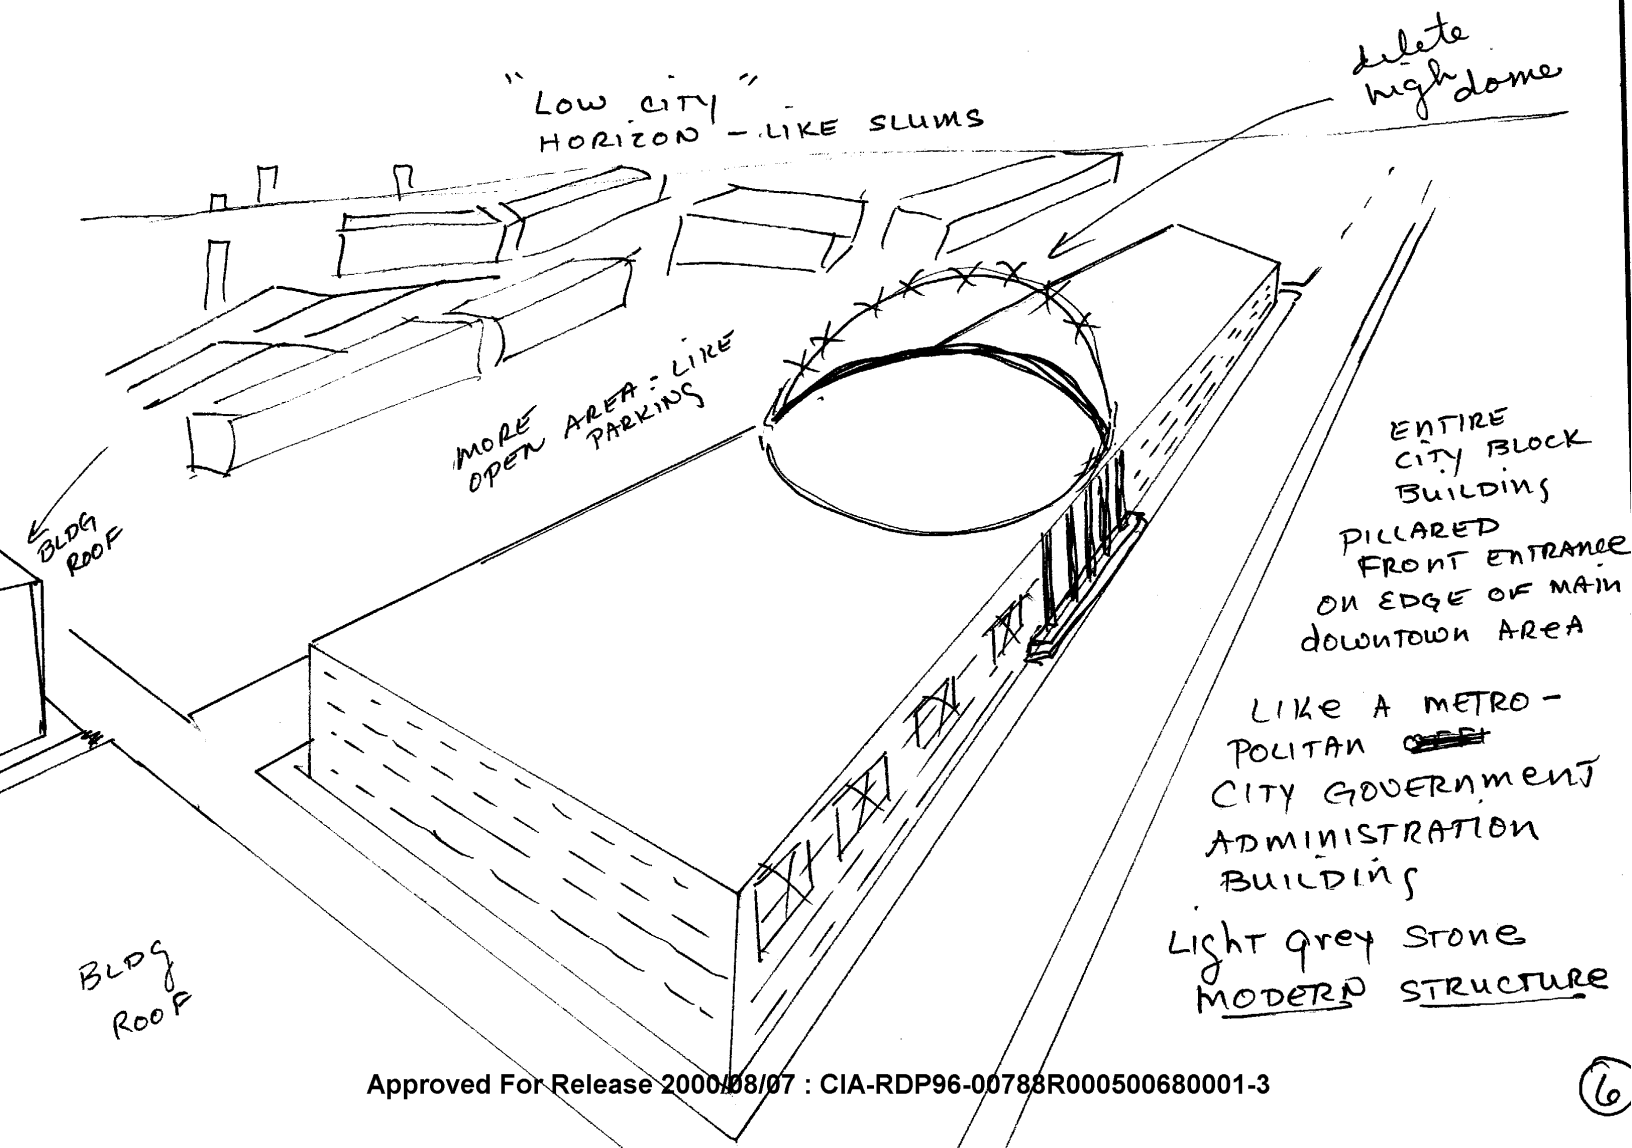 delete
high dome
"LOW CITY"
HORIZON - LIKE SLUMS
MORE
OPEN AREA: LIKE
PARKING
BLDG
ROOF
ENTIRE
CITY BLOCK
BUILDING
PILLARED
FRONT ENTRANCE
ON EDGE OF MAIN
DOWNTOWN AREA
LIKE A METRO-
POLITAN
CITY GOVERNMENT
ADMINISTRATION
BUILDING
Light grey STONE
MODERN STRUCTURE
BLDG
ROOF
Approved For Release 2000/08/07 : CIA-RDP96-00788R000500680001-3
6